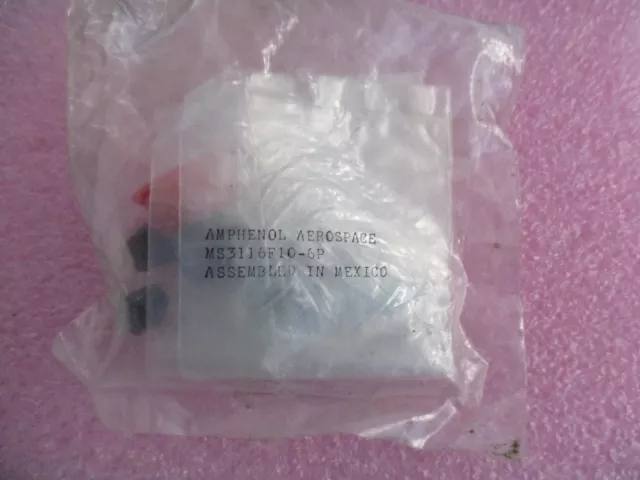 AMPHENOL AEROSPACE
MS3116F10-6P
ASSEMBLED IN MEXICO